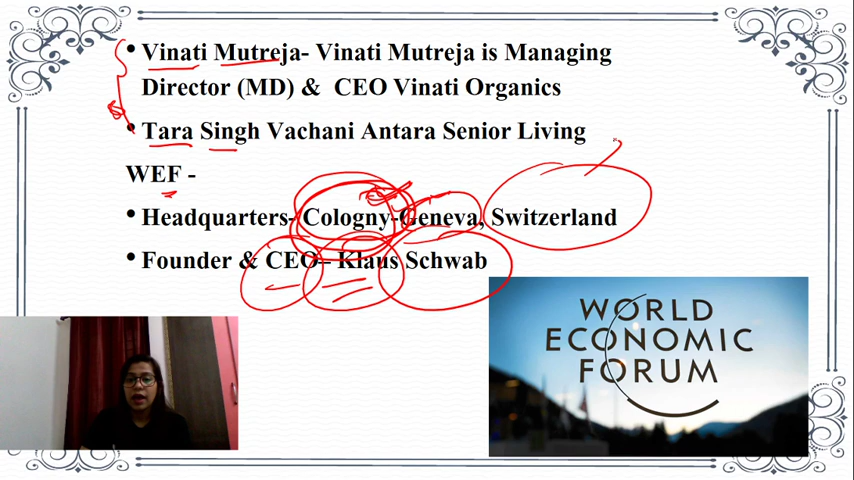 • Vinati Mutreja- Vinati Mutreja is Managing
Director (MD) & CEO Vinati Organics
• Tara Singh Vachani Antara Senior Living
WEF -
• Headquarters- Cologny-Geneva, Switzerland
• Founder & CEO– Klaus Schwab
WORLD
ECONOMIC
FORUM